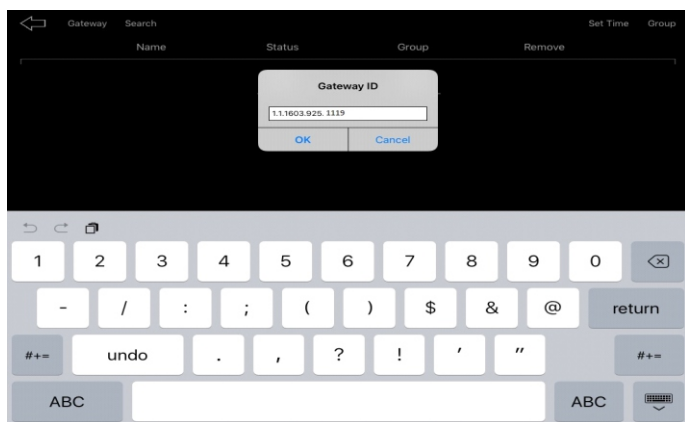 Gateway Search Set Time Group
Name Status Group Remove
Gateway ID
1.1.1603.925. 1119
OK Cancel
1 2 3 4 5 6 7 8 9 0
- / : ; ( ) $ & @ return
#+= undo . , ? ! ' " #+=
ABC ABC